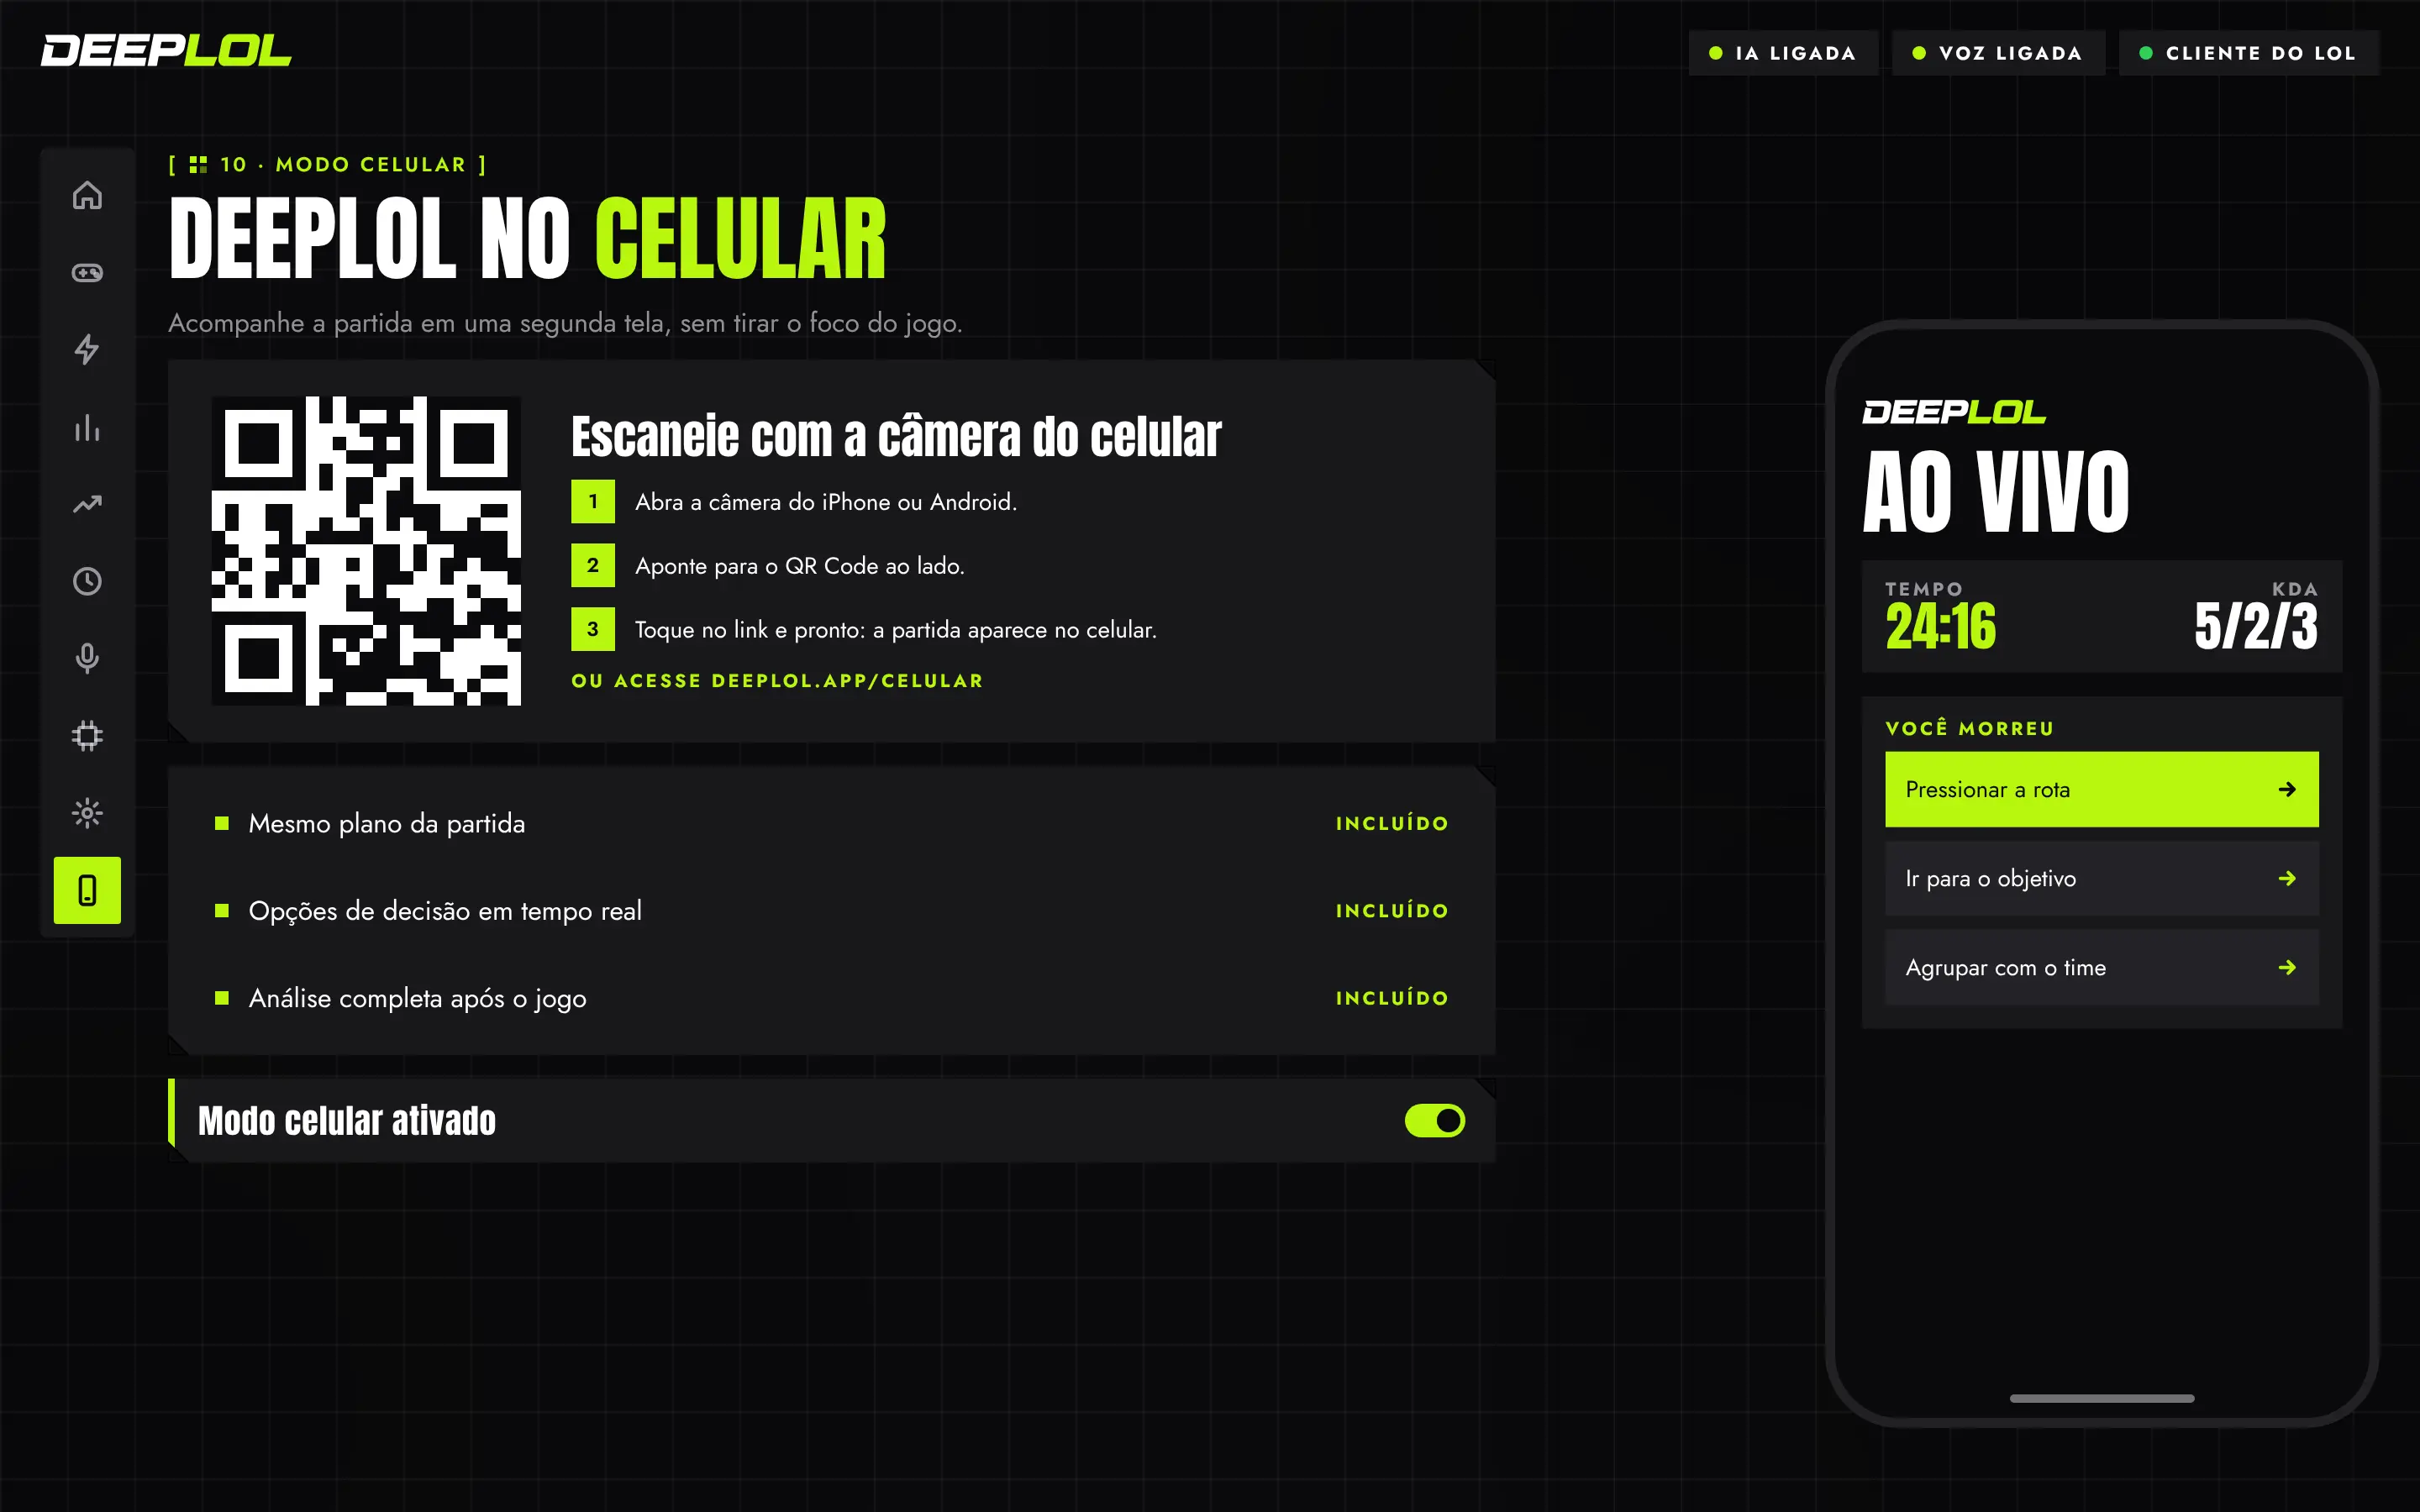 DEEPLOL
IA LIGADA
VOZ LIGADA
CLIENTE DO LOL
[ 10 · MODO CELULAR ]
DEEPLOL NO CELULAR
Acompanhe a partida em uma segunda tela, sem tirar o foco do jogo.
Escaneie com a câmera do celular
1 Abra a câmera do iPhone ou Android.
2 Aponte para o QR Code ao lado.
3 Toque no link e pronto: a partida aparece no celular.
OU ACESSE DEEPLOL.APP/CELULAR
Mesmo plano da partida INCLUÍDO
Opções de decisão em tempo real INCLUÍDO
Análise completa após o jogo INCLUÍDO
Modo celular ativado
DEEPLOL
AO VIVO
TEMPO KDA
24:16 5/2/3
VOCÊ MORREU
Pressionar a rota
Ir para o objetivo
Agrupar com o time